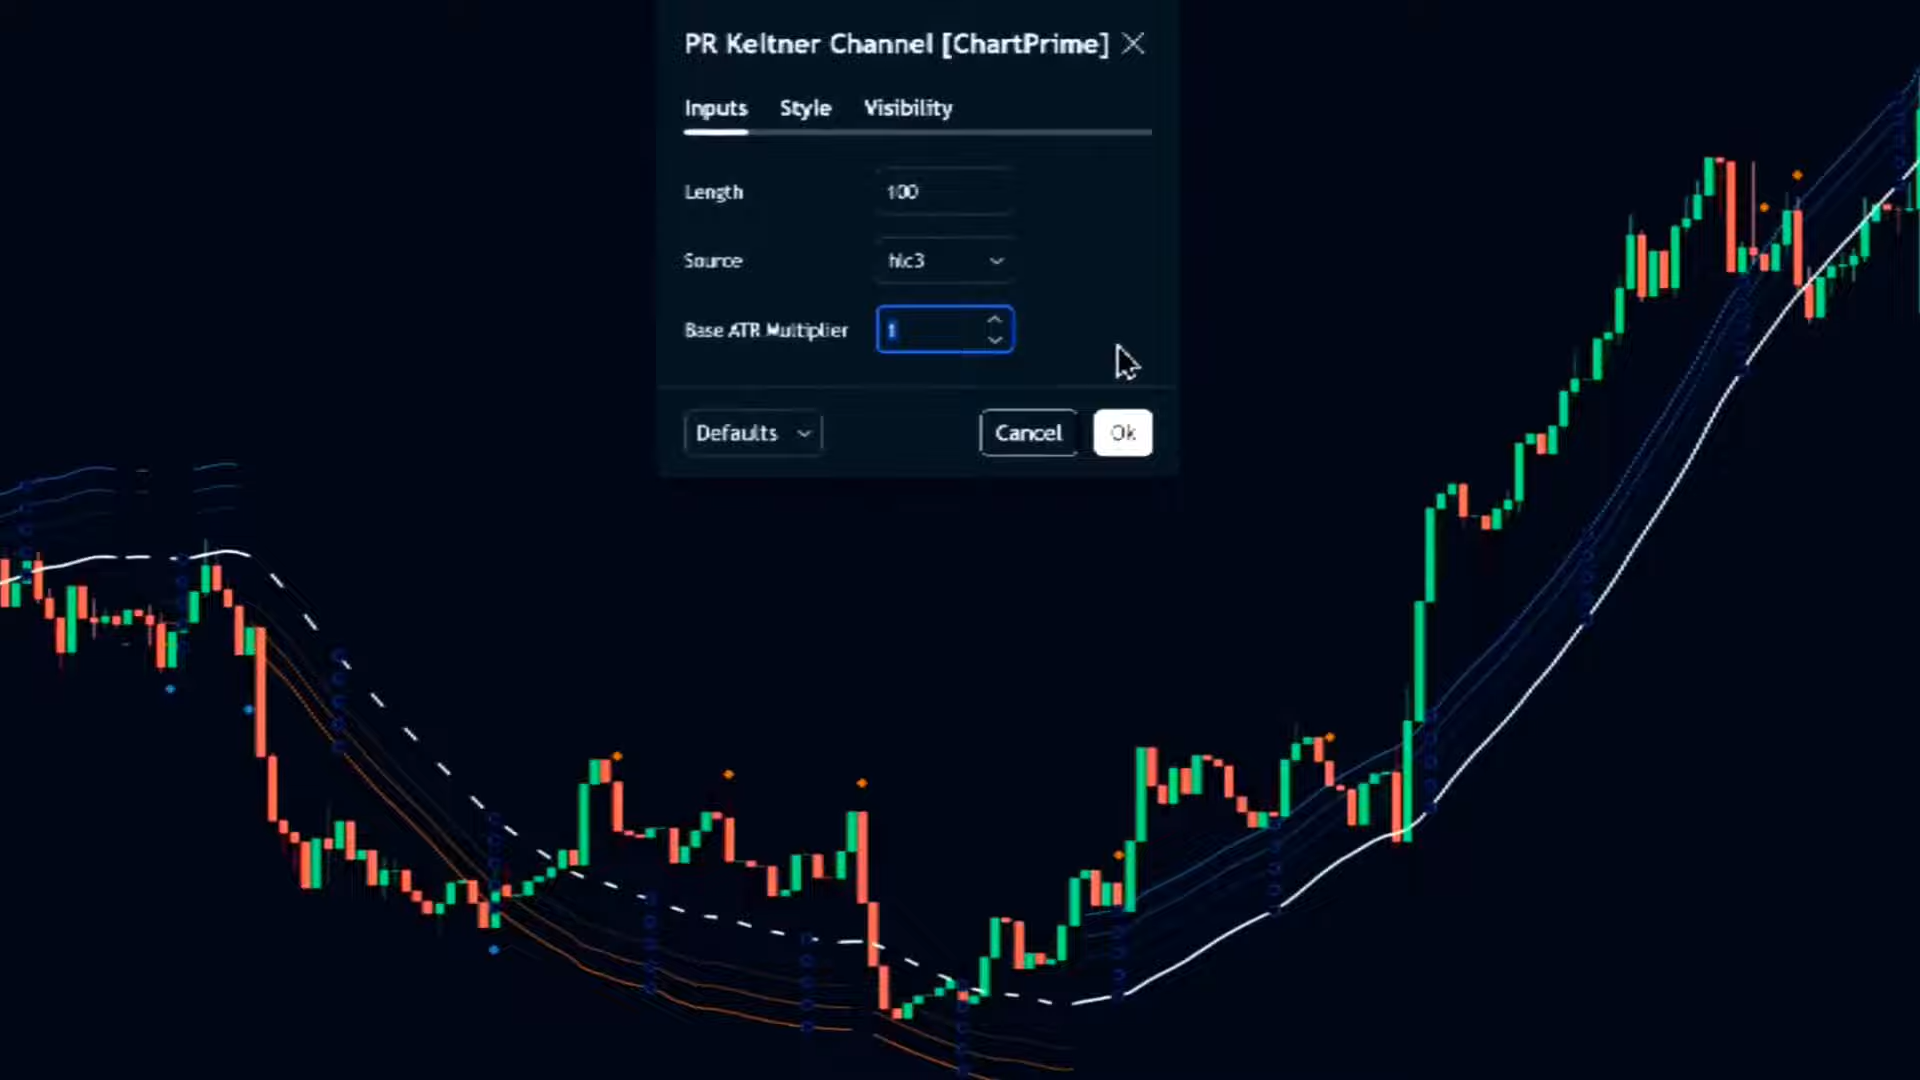 PR Keltner Channel [ChartPrime]
Inputs Style Visibility
Length 100
Source hlc3
Base ATR Multiplier 1
Defaults Cancel Ok